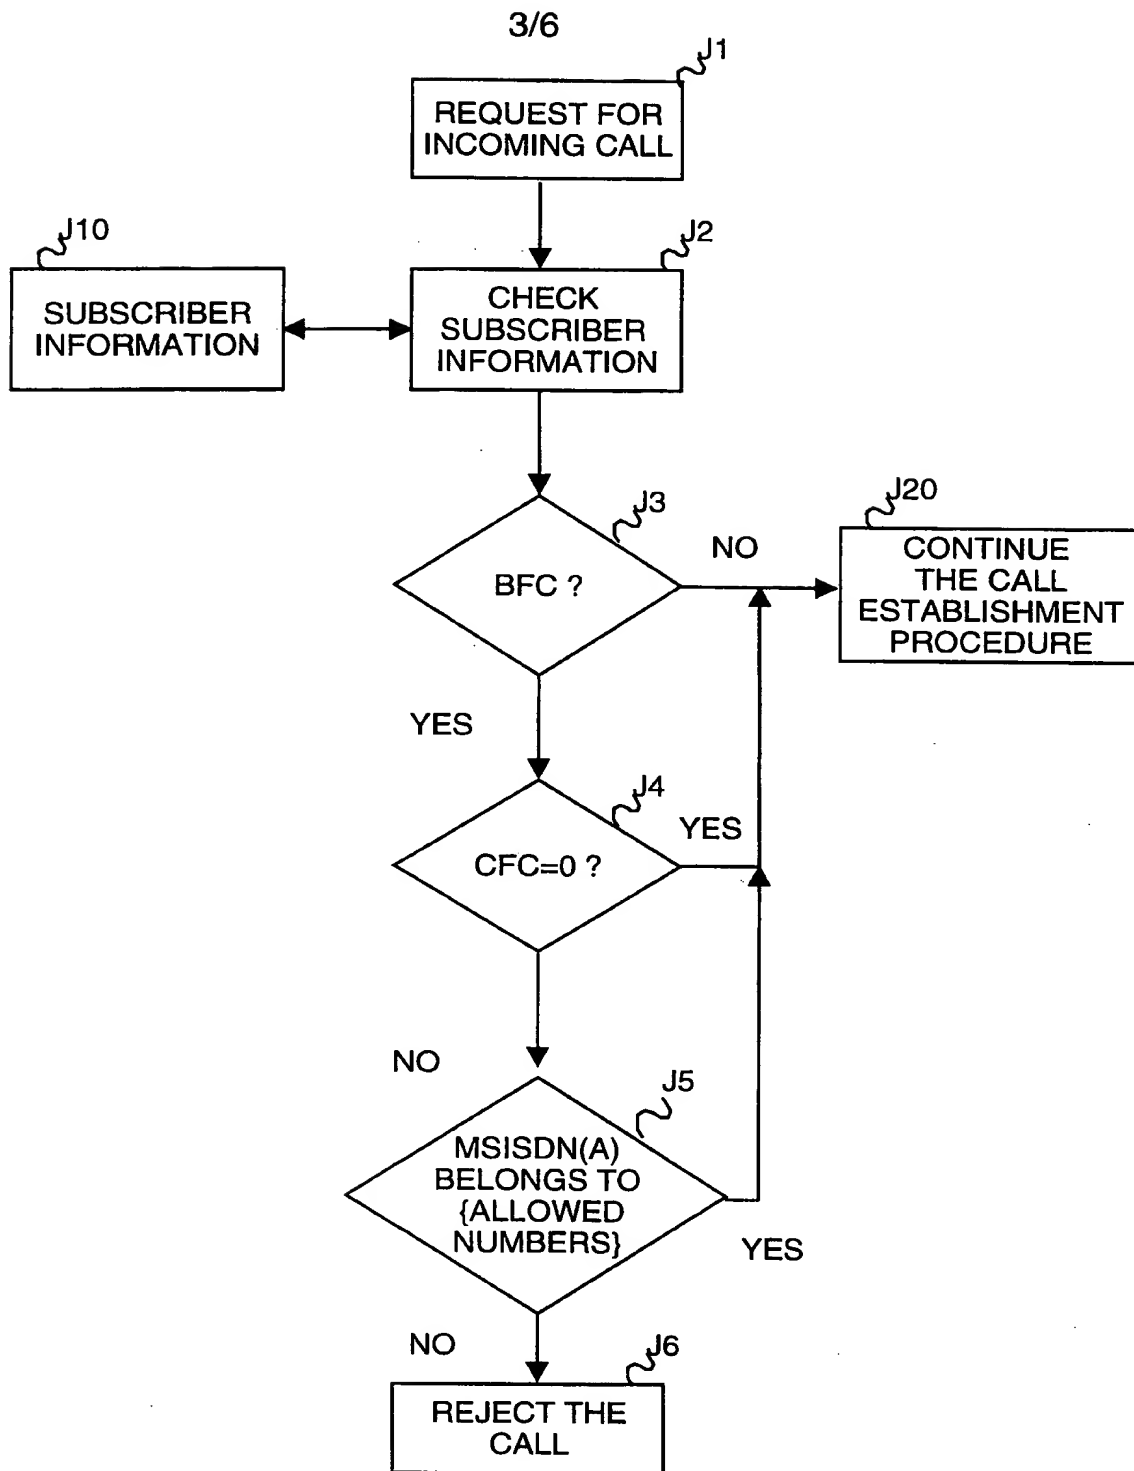 3/6
J1
REQUEST FOR
INCOMING CALL
J10
J2
SUBSCRIBER
INFORMATION
CHECK
SUBSCRIBER
INFORMATION
J3
J20
BFC ?
NO
CONTINUE
THE CALL
ESTABLISHMENT
PROCEDURE
YES
J4
CFC=0 ?
YES
NO
J5
MSISDN(A)
BELONGS TO
{ALLOWED
NUMBERS}
YES
NO
J6
REJECT THE
CALL